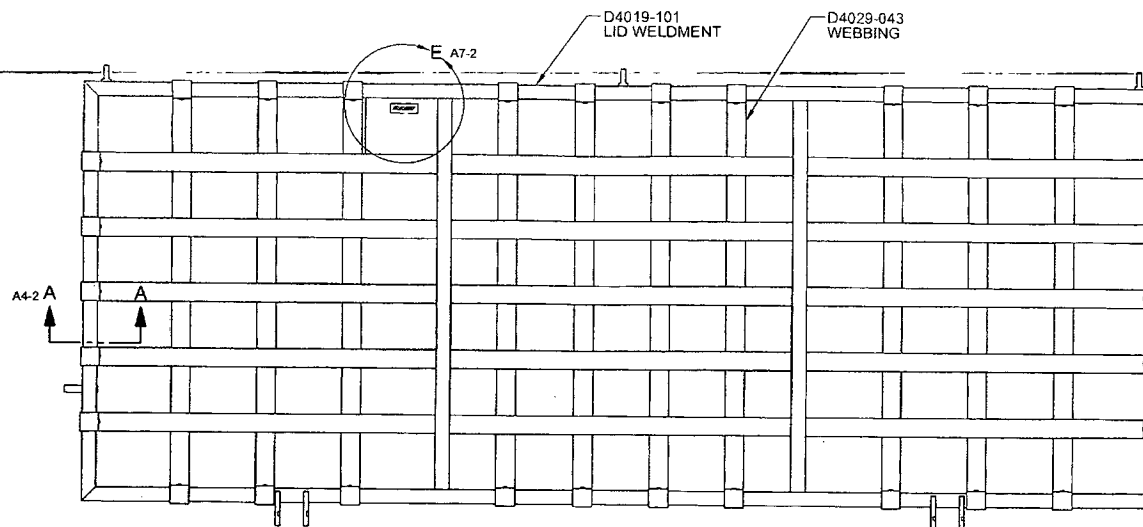 D4019-101
LID WELDMENT
D4029-043
WEBBING
E A7-2
A4-2 A A